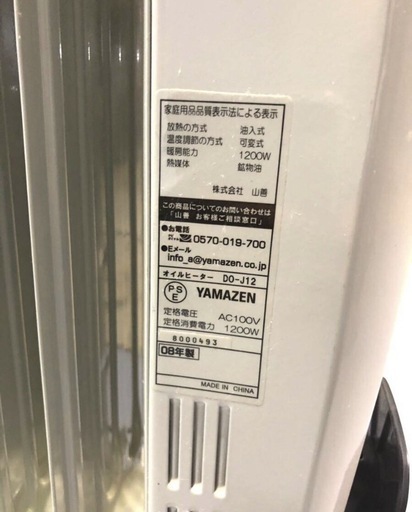 家庭用品品質表示法による表示
放熱の方式 油入式
温度調節の方式 可変式
暖房能力 1200W
熱媒体 鉱物油
株式会社 山善
この商品についてのお問い合わせは
「山善 お客様ご相談窓口」
●お電話
0570-019-700
●Eメール
info_a@yamazen.co.jp
オイルヒーター DO-J12
PSE YAMAZEN
定格電圧 AC100V
定格消費電力 1200W
8000493
08年製
MADE IN CHINA